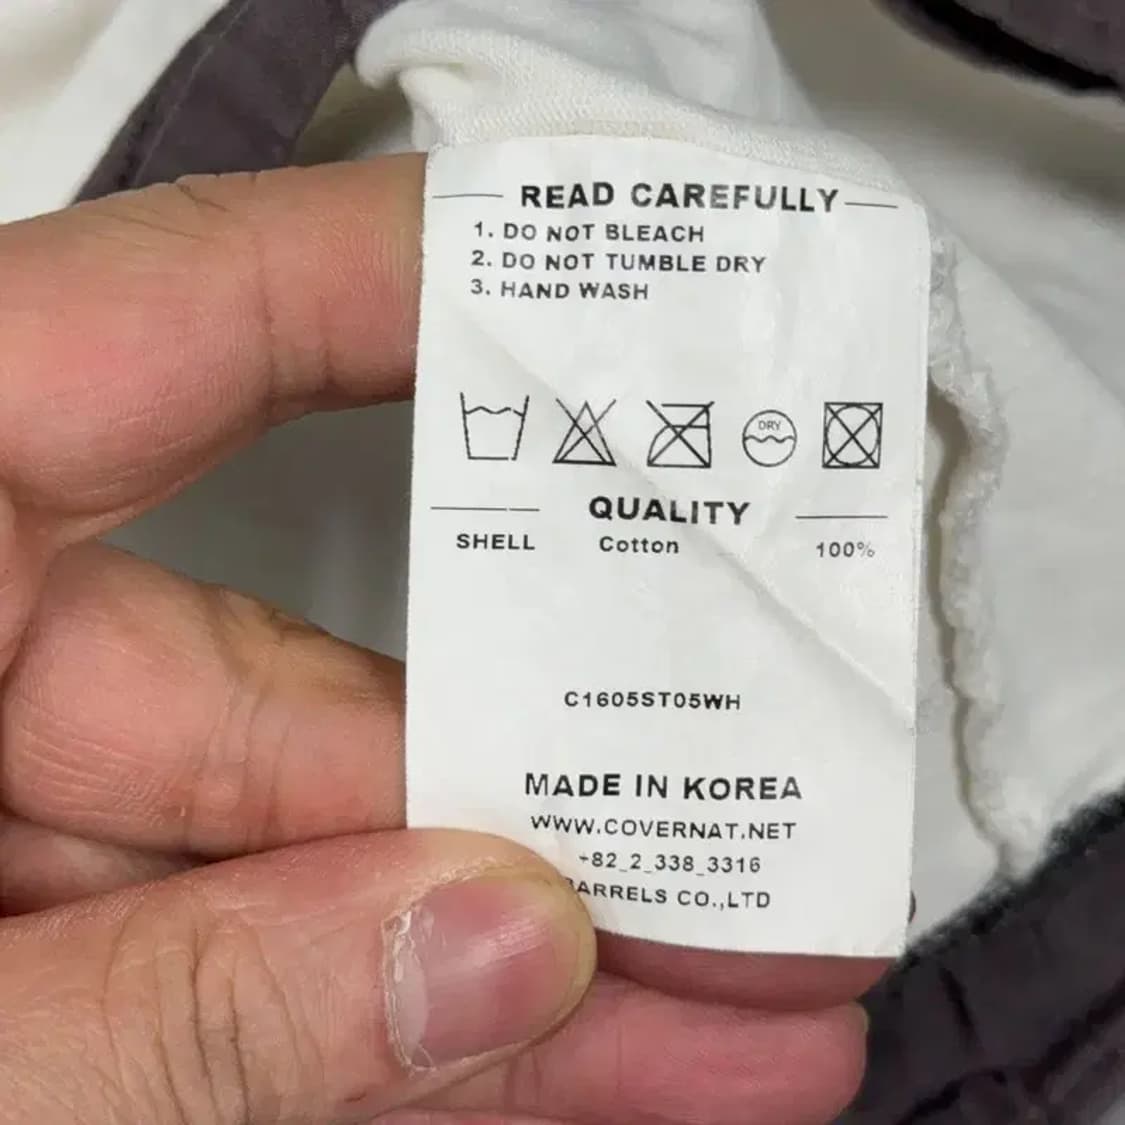 READ CAREFULLY
1. DO NOT BLEACH
2. DO NOT TUMBLE DRY
3. HAND WASH
DRY
QUALITY
SHELL Cotton 100%
C1605ST05WH
MADE IN KOREA
WWW.COVERNAT.NET
+82_2_338_3316
BARRELS CO.,LTD